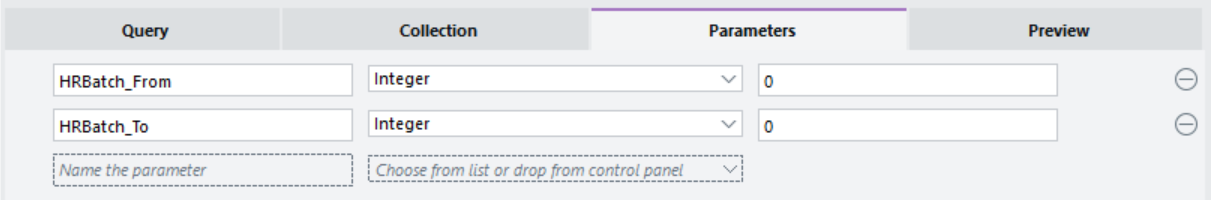 Query Collection Parameters Preview
HRBatch_From Integer 0
HRBatch_To Integer 0
Name the parameter Choose from list or drop from control panel